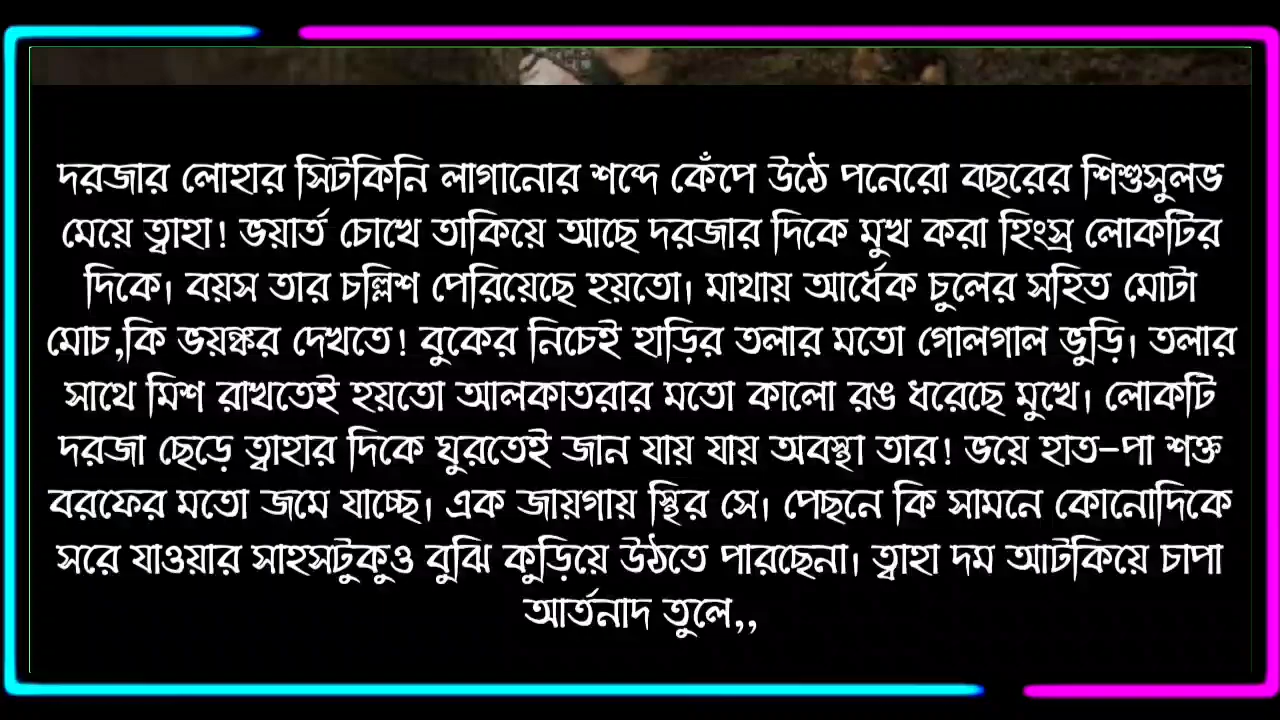 দরজার লোহার সিটকিনি লাগানোর শব্দে কেঁপে উঠে পনেরো বছরের শিশুসুলভ
মেয়ে ত্বাহা! ভয়ার্ত চোখে তাকিয়ে আছে দরজার দিকে মুখ করা হিংস্র লোকটির
দিকে। বয়স তার চল্লিশ পেরিয়েছে হয়তো। মাথায় আর্ধেক চুলের সহিত মোটা
মোচ,কি ভয়ঙ্কর দেখতে! বুকের নিচেই হাড়ির তলার মতো গোলগাল ভুড়ি। তলার
সাথে মিশ রাখতেই হয়তো আলকাতরার মতো কালো রঙ ধরেছে মুখে। লোকটি
দরজা ছেড়ে ত্বাহার দিকে ঘুরতেই জান যায় যায় অবস্থা তার! ভয়ে হাত-পা শক্ত
বরফের মতো জমে যাচ্ছে। এক জায়গায় স্থির সে। পেছনে কি সামনে কোনোদিকে
সরে যাওয়ার সাহসটুকুও বুঝি কুড়িয়ে উঠতে পারছেনা। ত্বাহা দম আটকিয়ে চাপা
আর্তনাদ তুলে,,